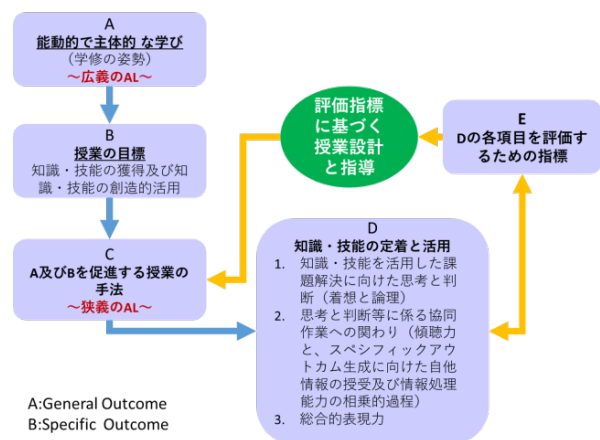 A
能動的で主体的 な学び
（学修の姿勢）
～広義のAL～
B
授業の目標
知識・技能の獲得及び知
識・技能の創造的活用
C
A及びBを促進する授業の
手法
～狭義のAL～
評価指標
に基づく
授業設計
と指導
E
Dの各項目を評価す
るための指標
D
知識・技能の定着と活用
1. 知識・技能を活用した課
題解決に向けた思考と判
断（着想と論理）
2. 思考と判断等に係る協同
作業への関わり（傾聴力
と、スペシフィックアウ
トカム生成に向けた自他
情報の授受及び情報処理
能力の相乗的過程）
3. 総合的表現力
A:General Outcome
B:Specific Outcome